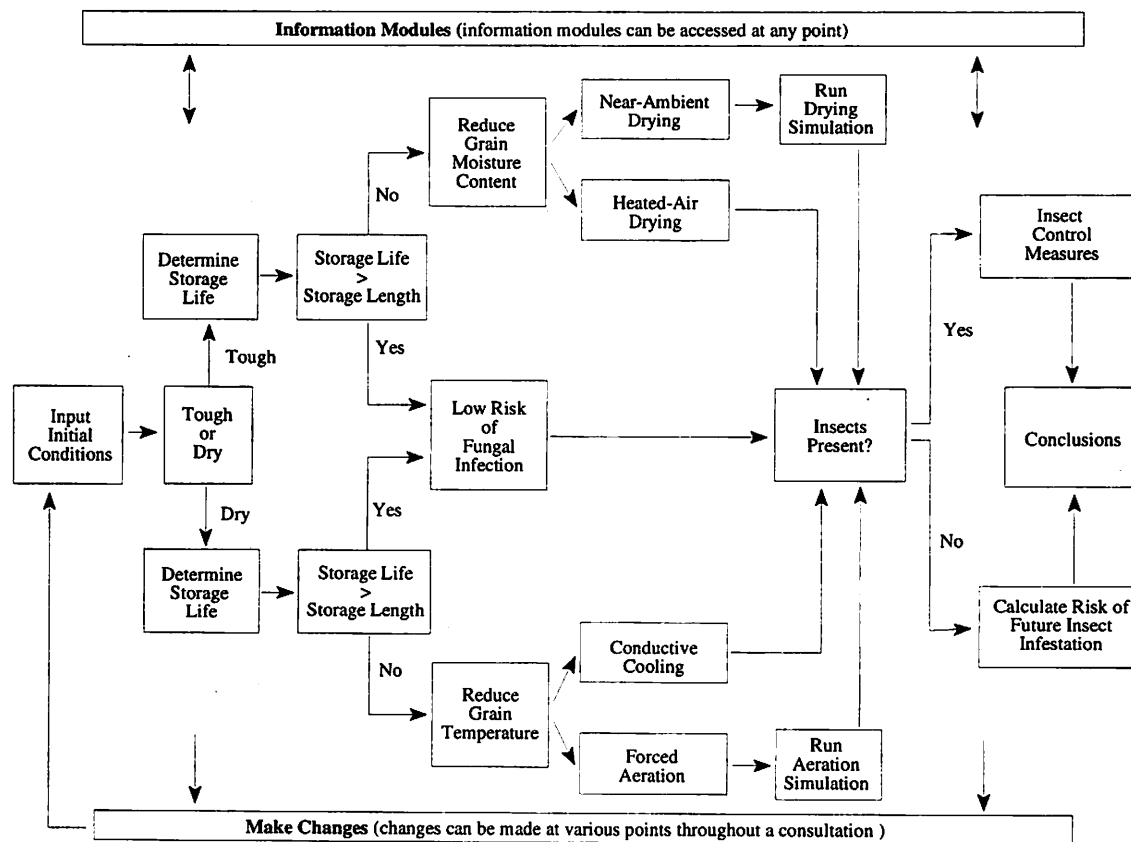 Information Modules (information modules can be accessed at any point)
Near-Ambient
Drying
Run
Drying
Simulation
Reduce
Grain
Moisture
Content
No
Heated-Air
Drying
Insect
Control
Measures
Determine
Storage
Life
Storage Life
>
Storage Length
Yes
Yes
Tough
Input
Initial
Conditions
Tough
or
Dry
Low Risk
of
Fungal
Infection
Insects
Present?
Conclusions
Dry
Yes
No
Determine
Storage
Life
Storage Life
>
Storage Length
Calculate Risk of
Future Insect
Infestation
No
Conductive
Cooling
Reduce
Grain
Temperature
Forced
Aeration
Run
Aeration
Simulation
Make Changes (changes can be made at various points throughout a consultation )